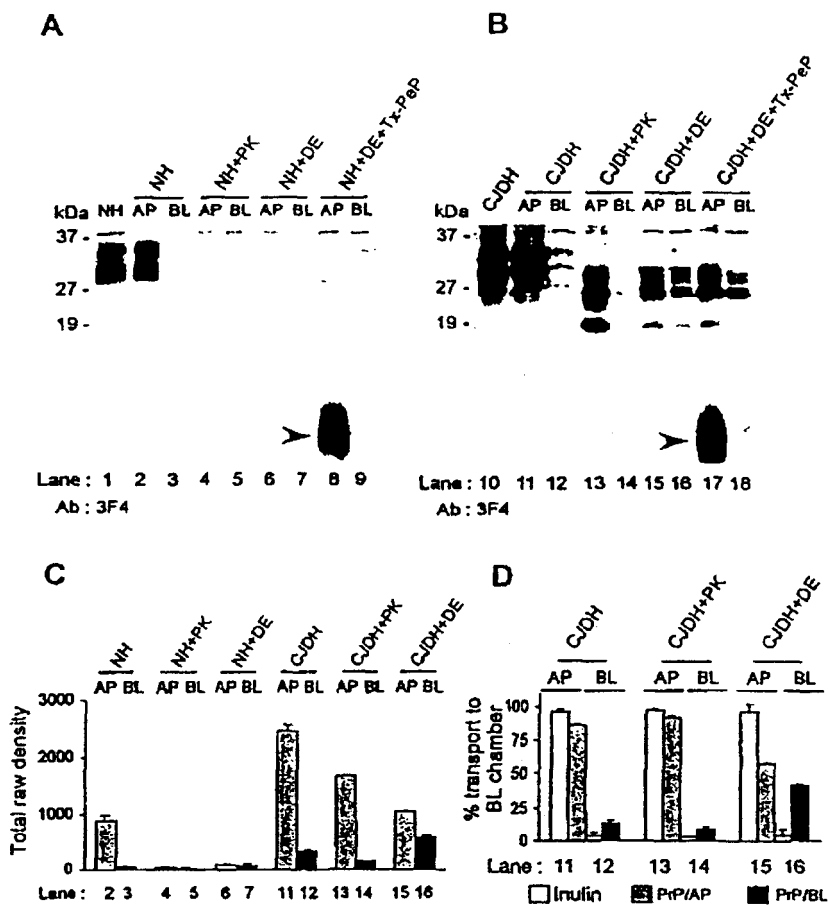 A
NH
NH
NH+PK
NH+DE
NH+DE+Tx-PeP
kDa
NH
AP BL AP BL AP BL AP BL
37 -
27 -
19 -
Lane : 1 2 3 4 5 6 7 8 9
Ab : 3F4
B
CJDH
CJDH
CJDH+PK
CJDH+DE
CJDH+DE+Tx-PeP
kDa
AP BL AP BL AP BL AP BL
37 -
27 -
19 -
Lane : 10 11 12 13 14 15 16 17 18
Ab : 3F4
C
NH
NH+PK
NH+DE
CJDH
CJDH+PK
CJDH+DE
AP BL AP BL AP BL AP BL AP BL AP BL
Total raw density
3000
2000
1000
0
Lane : 2 3 4 5 6 7 11 12 13 14 15 16
D
CJDH
CJDH+PK
CJDH+DE
AP BL AP BL AP BL
% transport to
BL chamber
100
75
50
25
0
Lane : 11 12 13 14 15 16
Inulin PrP/AP PrP/BL